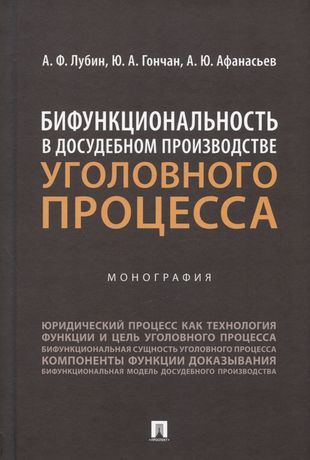 А. Ф. Лубин, Ю. А. Гончан, А. Ю. Афанасьев
БИФУНКЦИОНАЛЬНОСТЬ
В ДОСУДЕБНОМ ПРОИЗВОДСТВЕ
УГОЛОВНОГО
ПРОЦЕССА
МОНОГРАФИЯ
ЮРИДИЧЕСКИЙ ПРОЦЕСС КАК ТЕХНОЛОГИЯ
ФУНКЦИИ И ЦЕЛЬ УГОЛОВНОГО ПРОЦЕССА
БИФУНКЦИОНАЛЬНАЯ СУЩНОСТЬ УГОЛОВНОГО ПРОЦЕССА
КОМПОНЕНТЫ ФУНКЦИИ ДОКАЗЫВАНИЯ
БИФУНКЦИОНАЛЬНАЯ МОДЕЛЬ ДОСУДЕБНОГО ПРОИЗВОДСТВА
ПРОСПЕКТ